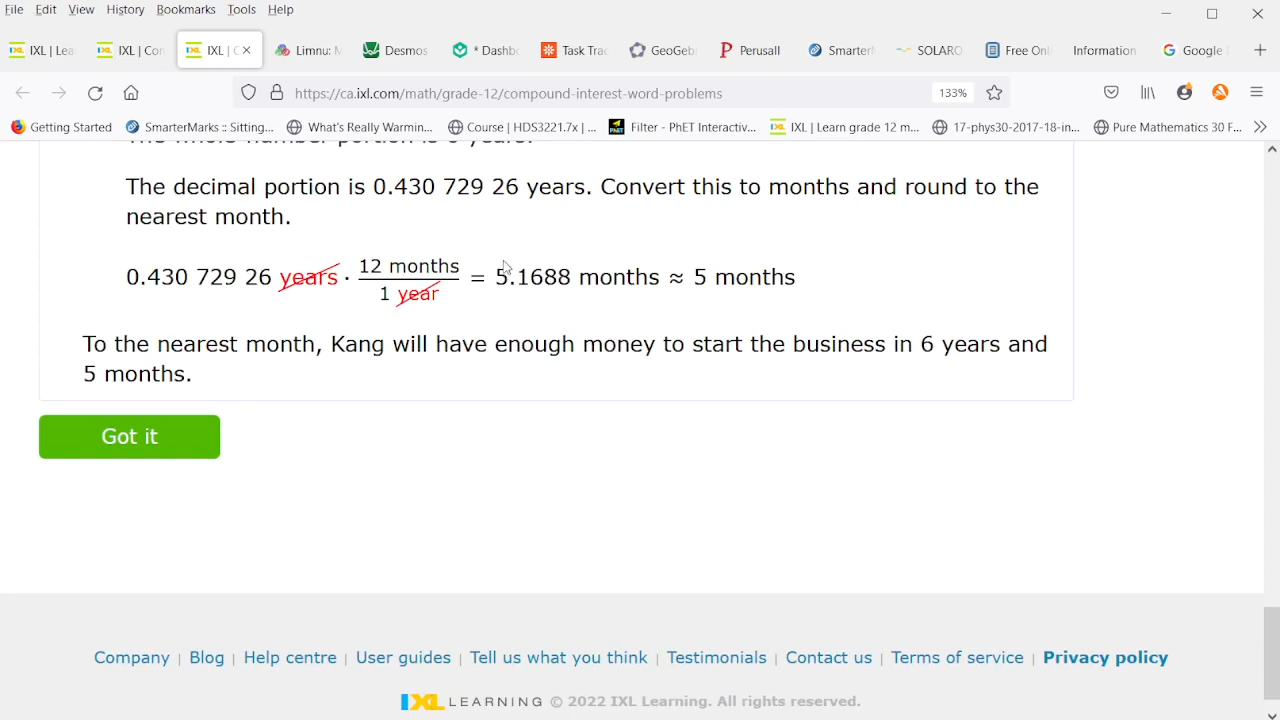 File Edit View History Bookmarks Tools Help
IXL | Lea IXL | Con IXL | C Limnu: M Desmos * Dashb Task Trac GeoGeb Perusall Smarter SOLARO Free Onl Information Google
https://ca.ixl.com/math/grade-12/compound-interest-word-problems 133%
Getting Started SmarterMarks :: Sitting... What's Really Warmin... Course | HDS3221.7x | ... Filter - PhET Interactiv... IXL | Learn grade 12 m... 17-phys30-2017-18-in... Pure Mathematics 30 F...
The whole number portion is 6 years.
The decimal portion is 0.430 729 26 years. Convert this to months and round to the
nearest month.
0.430 729 26 years · 12 months / 1 year = 5.1688 months ≈ 5 months
To the nearest month, Kang will have enough money to start the business in 6 years and
5 months.
Got it
Company | Blog | Help centre | User guides | Tell us what you think | Testimonials | Contact us | Terms of service | Privacy policy
IXL LEARNING © 2022 IXL Learning. All rights reserved.